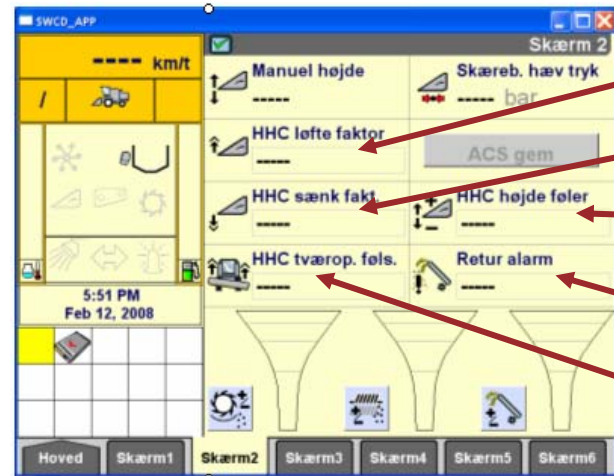 SWCD_APP
---- km/t
Skærm 2
/
Manuel højde
-----
Skæreb. hæv tryk
----- bar
HHC løfte faktor
-----
ACS gem
HHC sænk fakt.
-----
HHC højde føler
-----
HHC tværop. føls.
-----
Retur alarm
-----
5:51 PM
Feb 12, 2008
Hoved
Skærm1
Skærm2
Skærm3
Skærm4
Skærm5
Skærm6